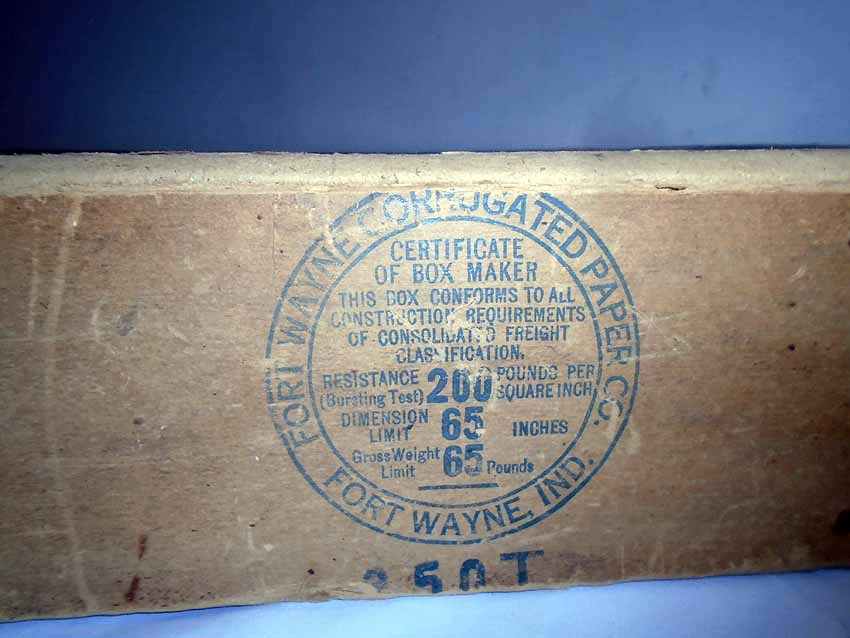 FORT WAYNE CORRUGATED PAPER CO.
CERTIFICATE
OF BOX MAKER
THIS BOX CONFORMS TO ALL
CONSTRUCTION REQUIREMENTS
OF CONSOLIDATED FREIGHT
CLASSIFICATION.
RESISTANCE 200 POUNDS PER
(Bursting Test) SQUARE INCH
DIMENSION 65 INCHES
LIMIT
Gross Weight 65 Pounds
Limit
FORT WAYNE, IND.